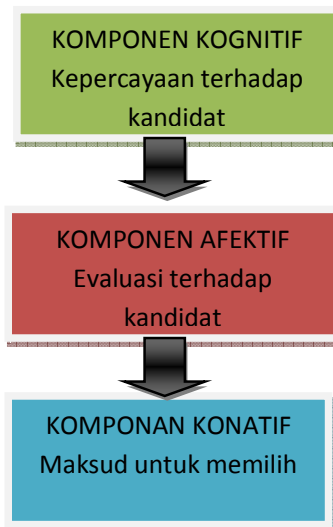 KOMPONEN KOGNITIF
Kepercayaan terhadap
kandidat
KOMPONEN AFEKTIF
Evaluasi terhadap
kandidat
KOMPONAN KONATIF
Maksud untuk memilih